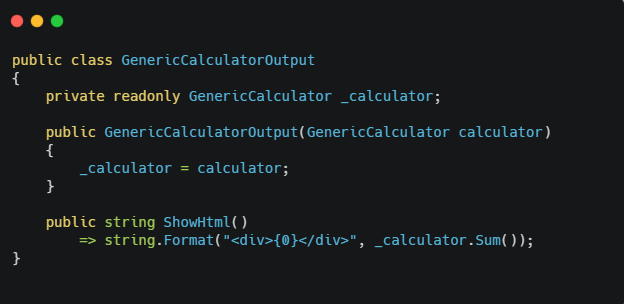 public class GenericCalculatorOutput
{
    private readonly GenericCalculator _calculator;

    public GenericCalculatorOutput(GenericCalculator calculator)
    {
        _calculator = calculator;
    }

    public string ShowHtml()
        => string.Format("<div>{0}</div>", _calculator.Sum());
}